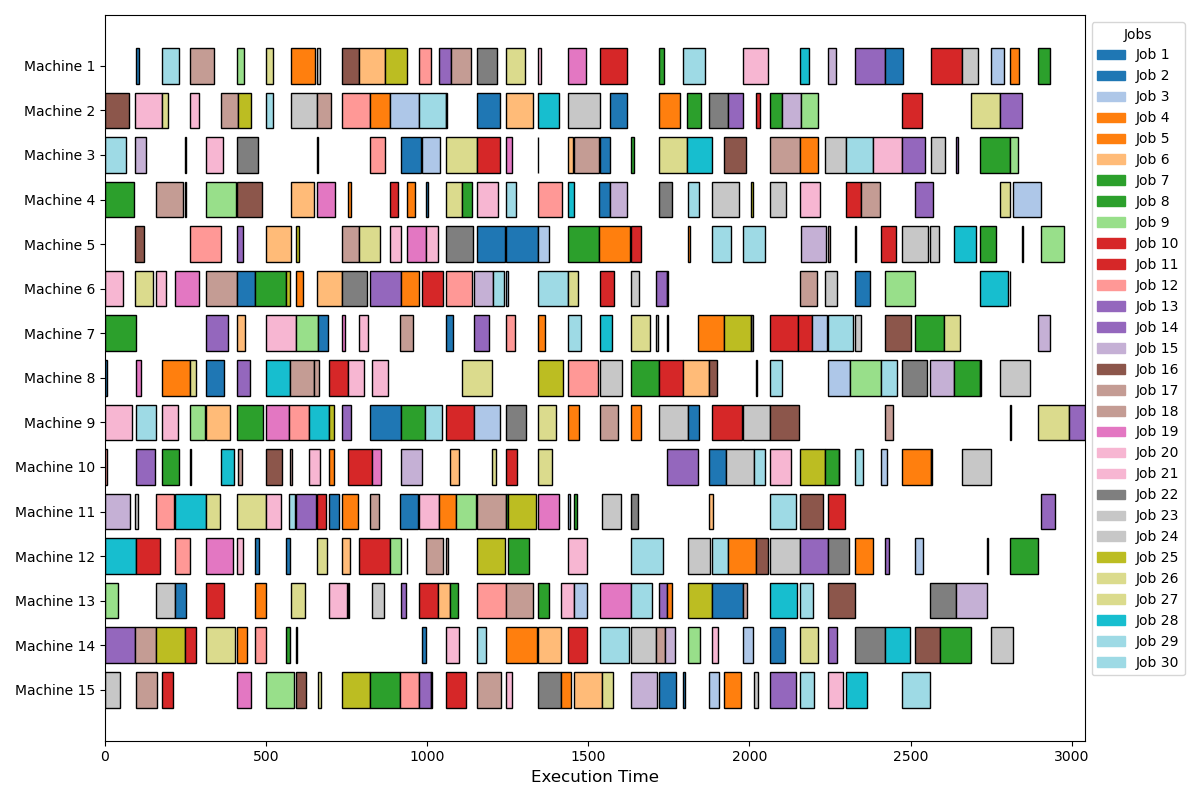 Machine 1
Machine 2
Machine 3
Machine 4
Machine 5
Machine 6
Machine 7
Machine 8
Machine 9
Machine 10
Machine 11
Machine 12
Machine 13
Machine 14
Machine 15
0 500 1000 1500 2000 2500 3000
Execution Time
Jobs
Job 1
Job 2
Job 3
Job 4
Job 5
Job 6
Job 7
Job 8
Job 9
Job 10
Job 11
Job 12
Job 13
Job 14
Job 15
Job 16
Job 17
Job 18
Job 19
Job 20
Job 21
Job 22
Job 23
Job 24
Job 25
Job 26
Job 27
Job 28
Job 29
Job 30